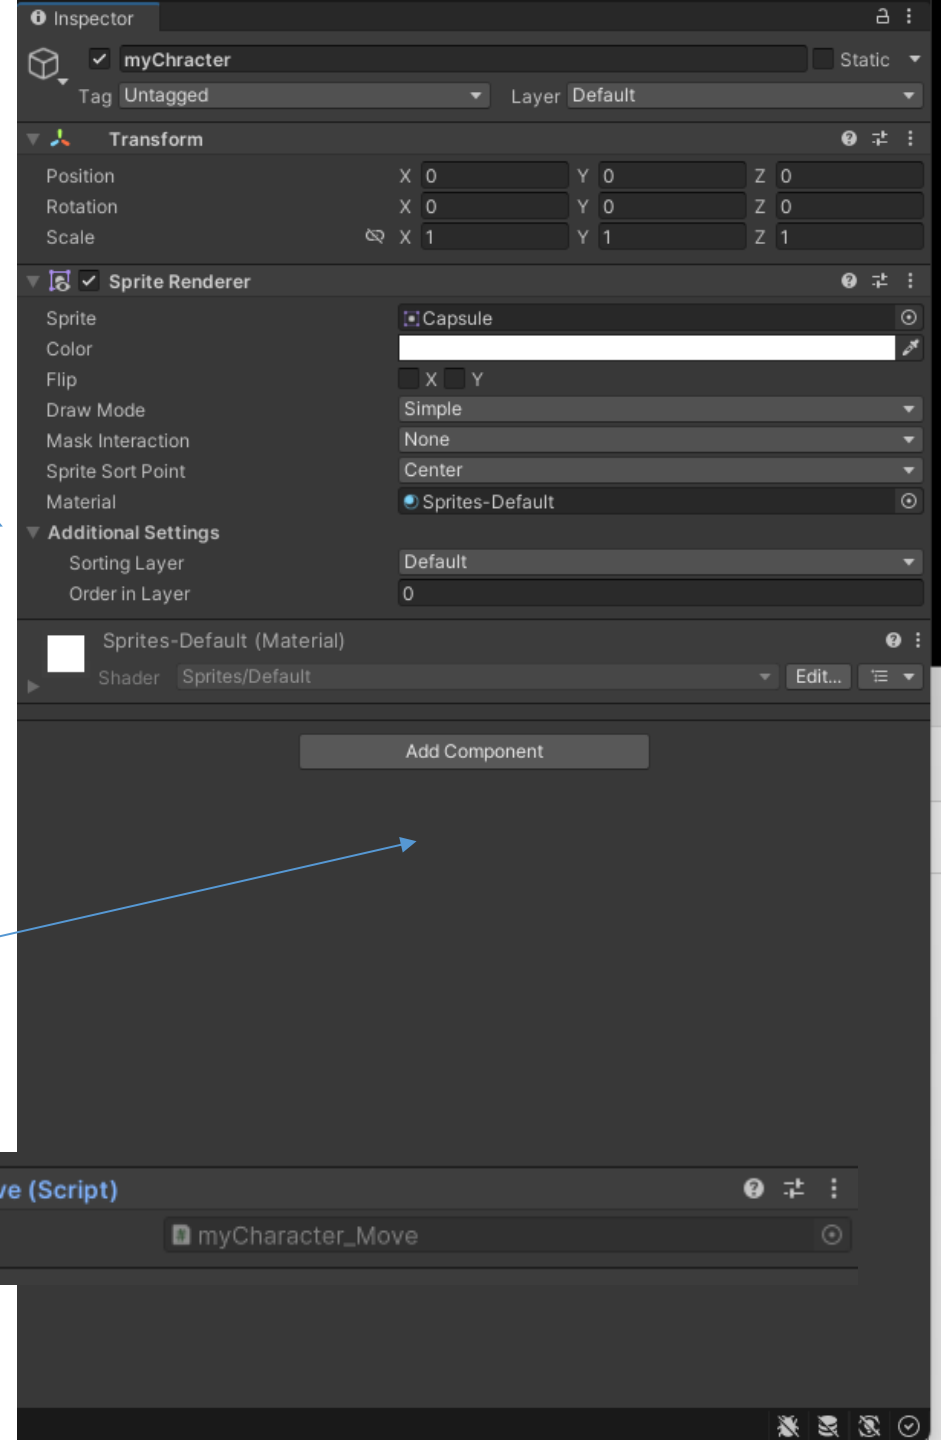 Inspector
myChracter Static
Tag Untagged Layer Default
Transform
Position X 0 Y 0 Z 0
Rotation X 0 Y 0 Z 0
Scale X 1 Y 1 Z 1
Sprite Renderer
Sprite Capsule
Color
Flip X Y
Draw Mode Simple
Mask Interaction None
Sprite Sort Point Center
Material Sprites-Default
Additional Settings
Sorting Layer Default
Order in Layer 0
Sprites-Default (Material)
Shader Sprites/Default Edit...
Add Component
ve (Script)
myCharacter_Move